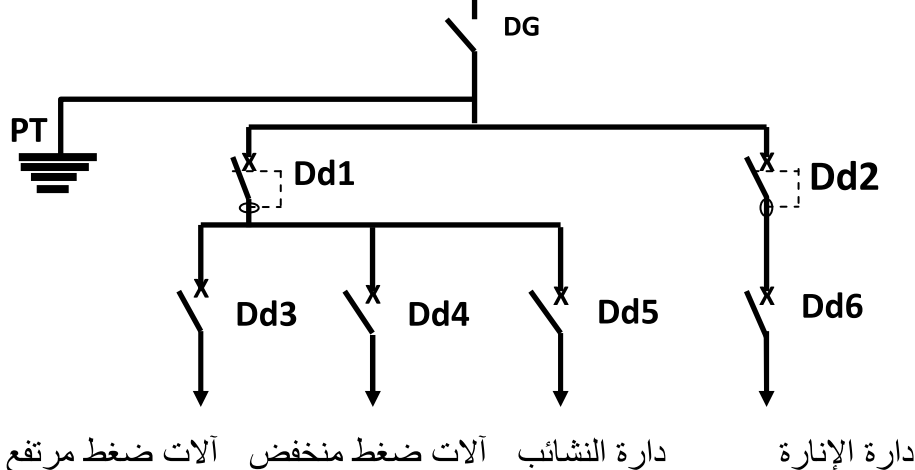 DG
PT
Dd1
Dd2
Dd3
Dd4
Dd5
Dd6
دارة الإنارة
دارة النشائب
آلات ضغط منخفض
آلات ضغط مرتفع